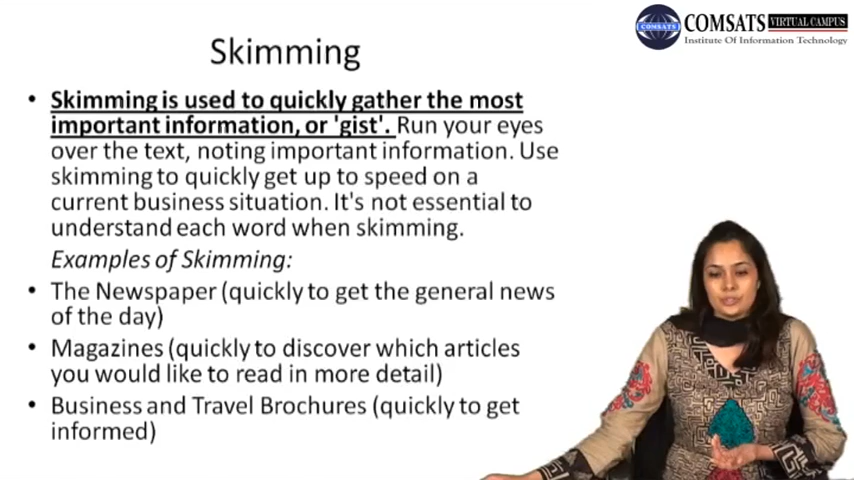 COMSATS
COMSATS VIRTUAL CAMPUS
Institute Of Information Technology
Skimming
• Skimming is used to quickly gather the most
important information, or 'gist'. Run your eyes
over the text, noting important information. Use
skimming to quickly get up to speed on a
current business situation. It's not essential to
understand each word when skimming.
Examples of Skimming:
• The Newspaper (quickly to get the general news
of the day)
• Magazines (quickly to discover which articles
you would like to read in more detail)
• Business and Travel Brochures (quickly to get
informed)